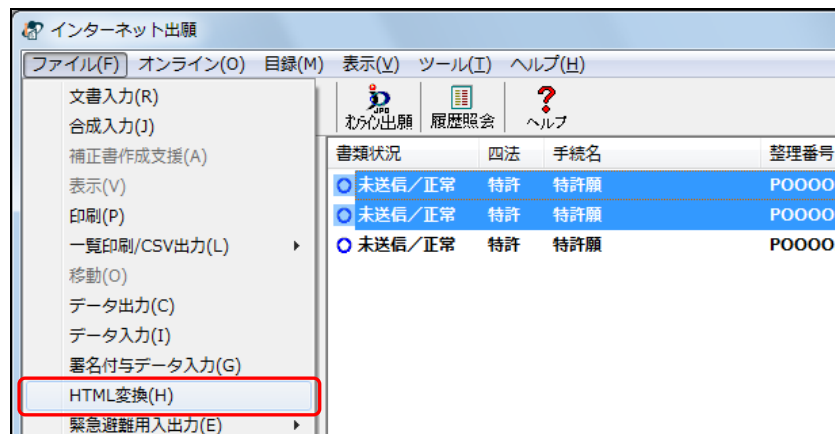 インターネット出願
ファイル(F) オンライン(O) 目録(M) 表示(V) ツール(T) ヘルプ(H)
文書入力(R)
合成入力(J)
補正書作成支援(A)
表示(V)
印刷(P)
一覧印刷/CSV出力(L)
移動(O)
データ出力(C)
データ入力(I)
署名付与データ入力(G)
HTML変換(H)
緊急避難用入出力(E)
JPO
オンライン出願 履歴照会 ヘルプ
書類状況 四法 手続名 整理番号
未送信／正常 特許 特許願 P0000
未送信／正常 特許 特許願 P0000
未送信／正常 特許 特許願 P0000